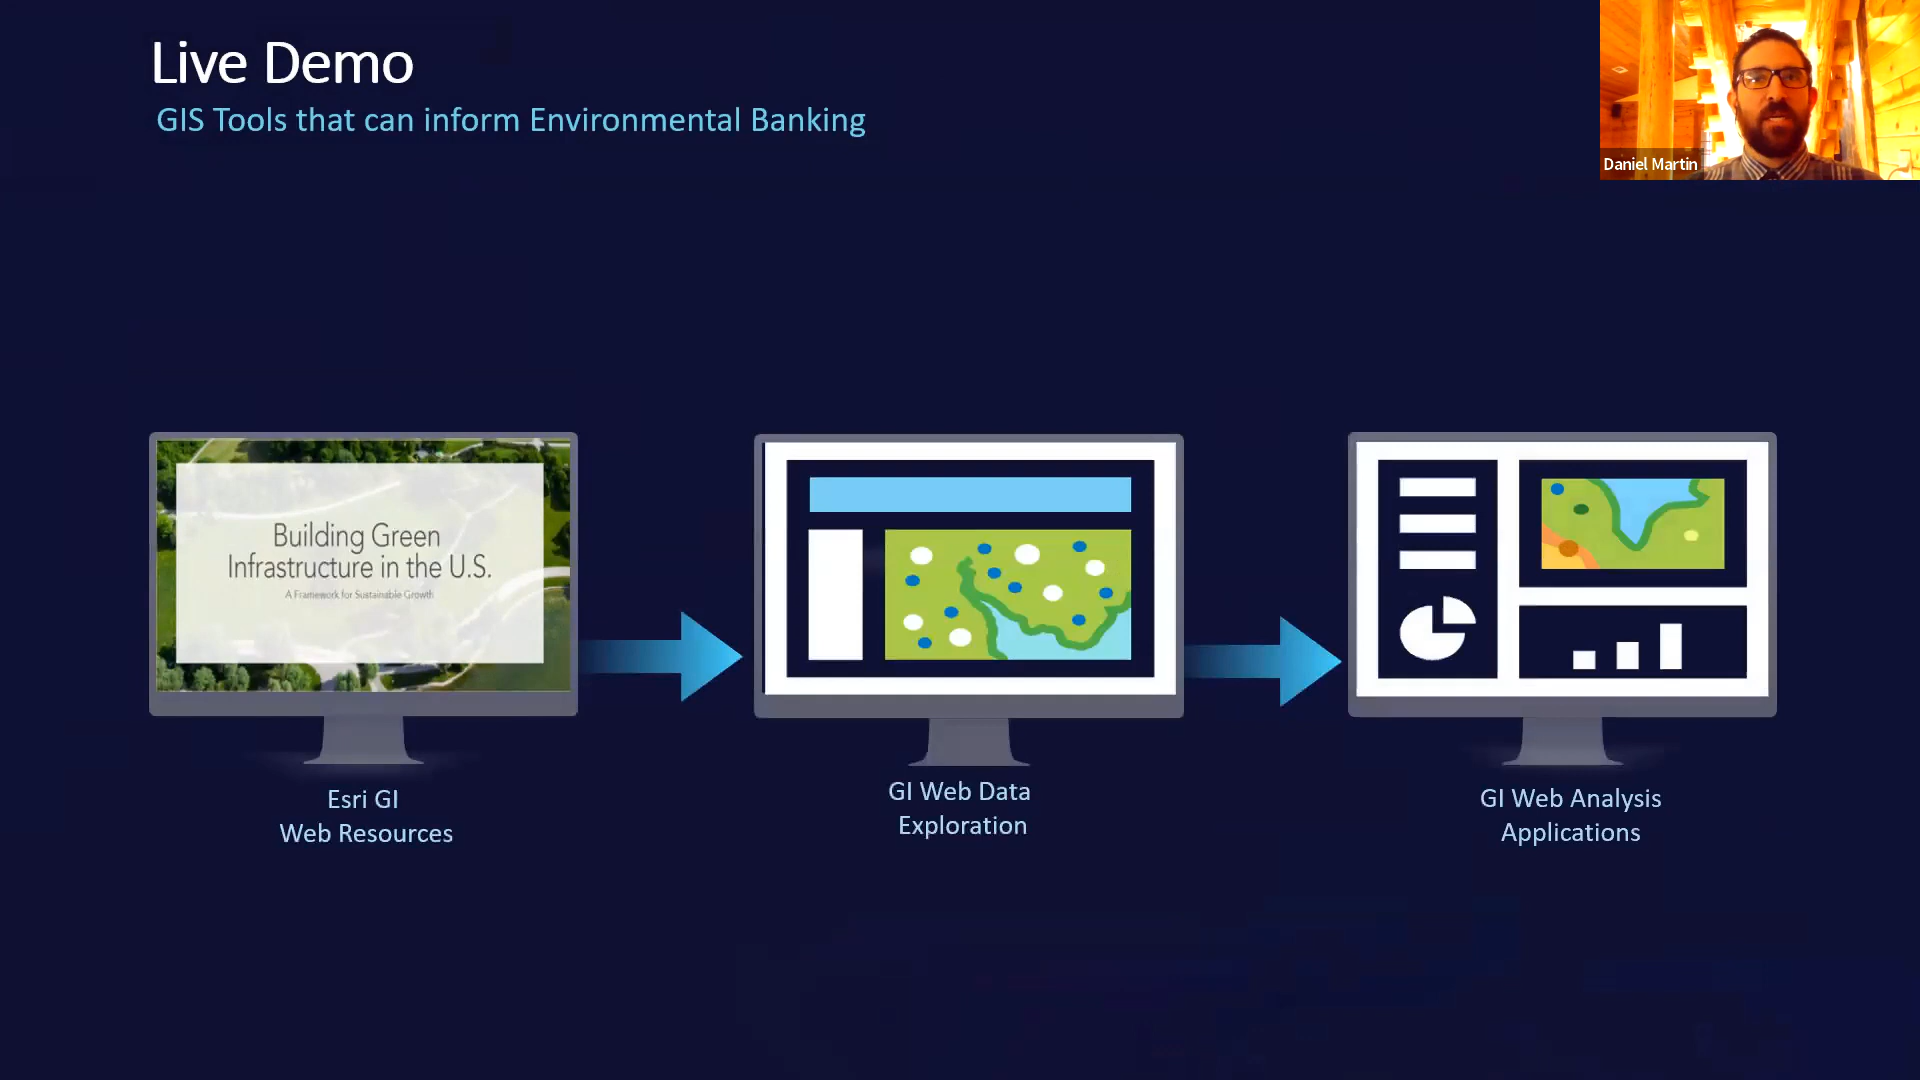 Live Demo
GIS Tools that can inform Environmental Banking
Daniel Martin
Building Green
Infrastructure in the U.S.
A Framework for Sustainable Growth
Esri GI
Web Resources
GI Web Data
Exploration
GI Web Analysis
Applications